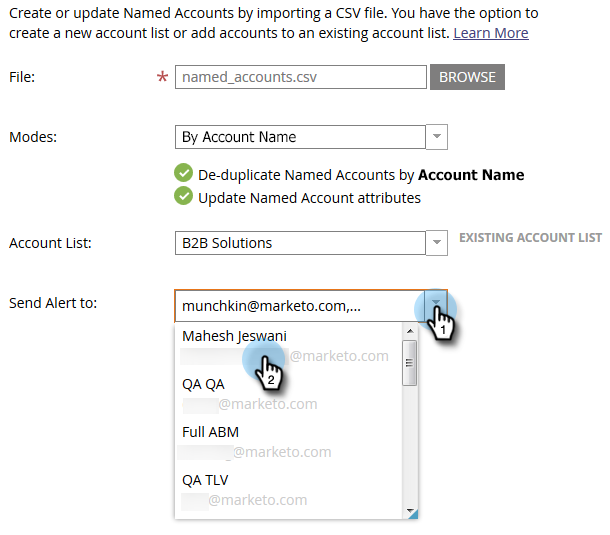 Create or update Named Accounts by importing a CSV file. You have the option to
create a new account list or add accounts to an existing account list. Learn More
File: * named_accounts.csv BROWSE
Modes: By Account Name
De-duplicate Named Accounts by Account Name
Update Named Account attributes
Account List: B2B Solutions EXISTING ACCOUNT LIST
Send Alert to: munchkin@marketo.com,...
1
Mahesh Jeswani
@marketo.com
2
QA QA
@marketo.com
Full ABM
@marketo.com
QA TLV
@marketo.com